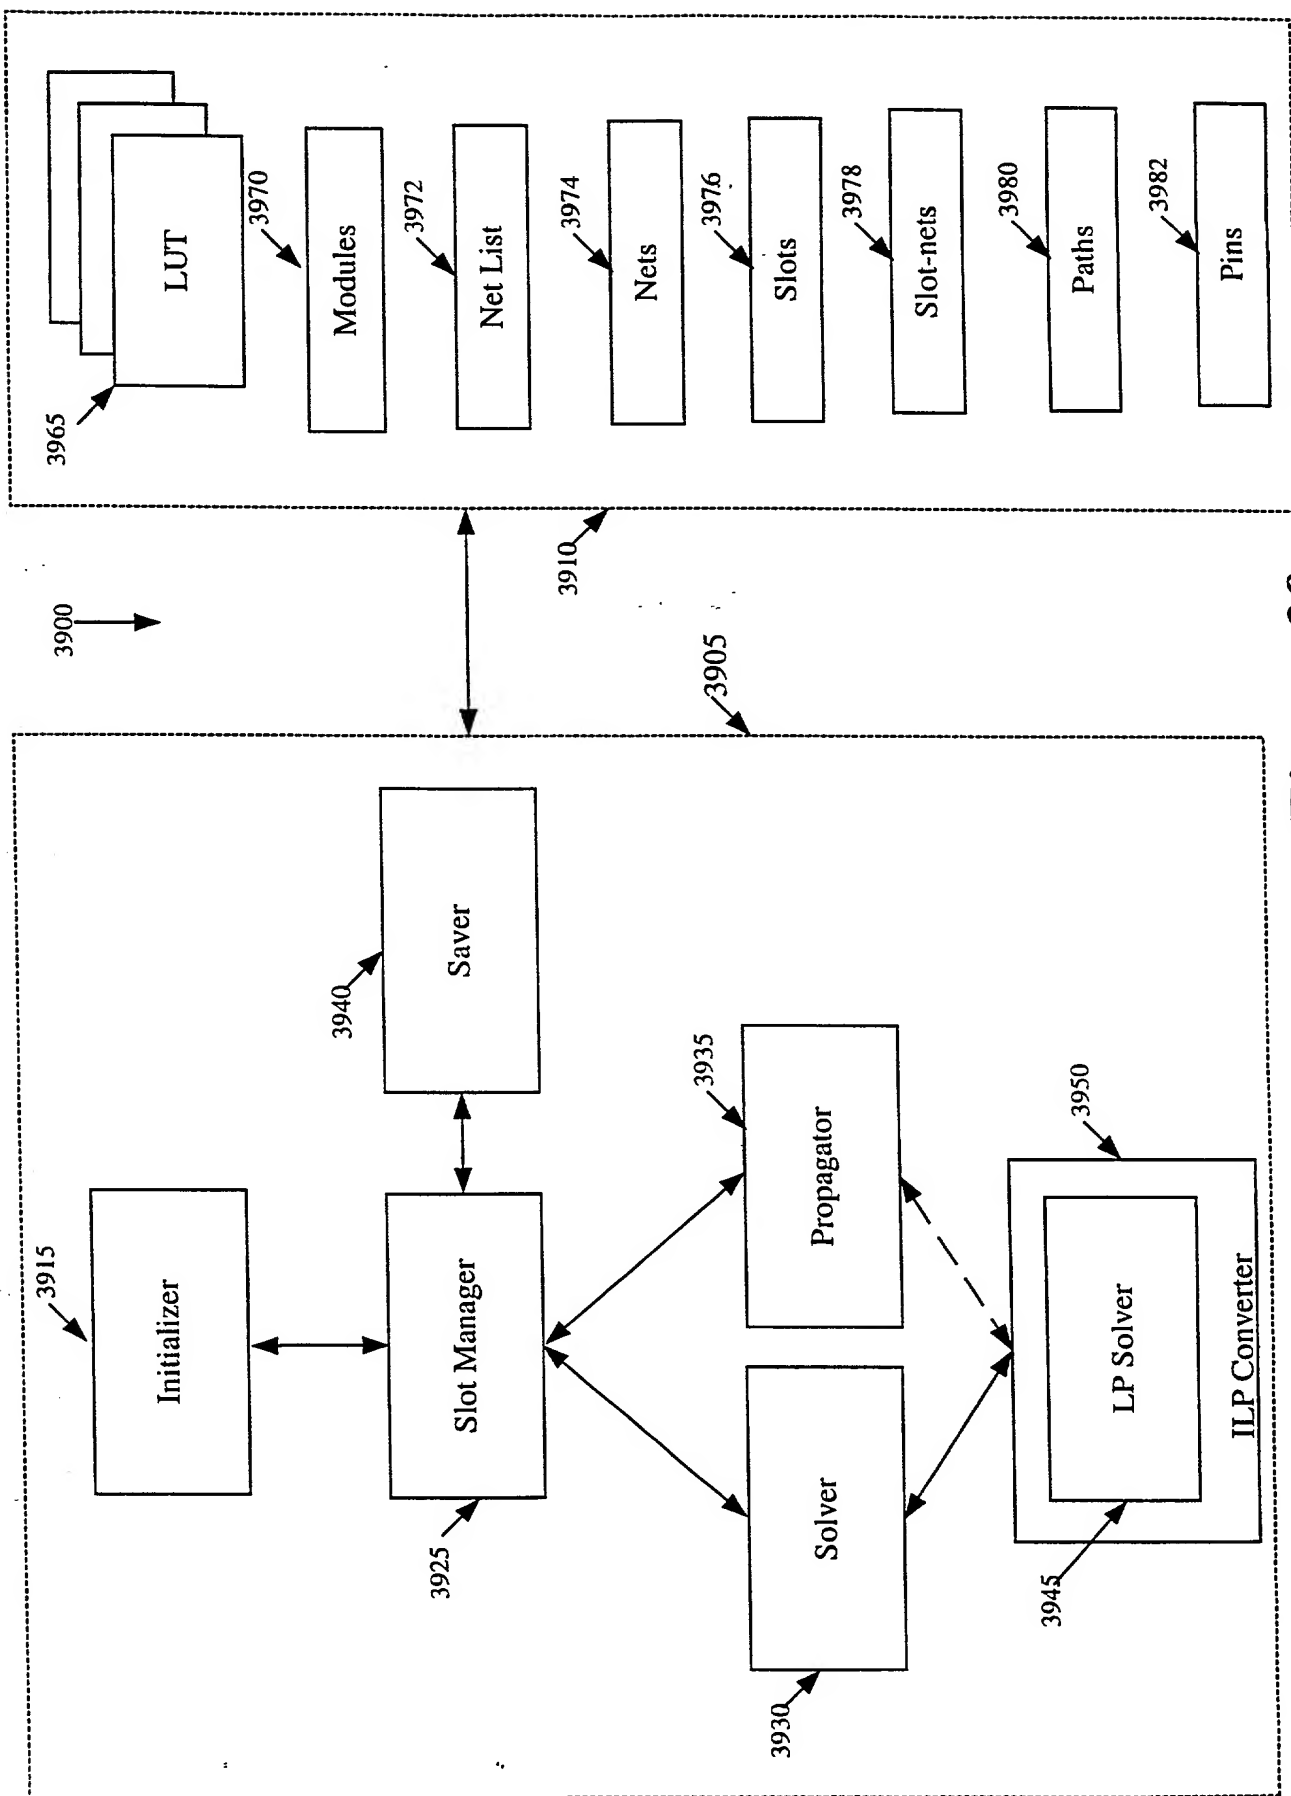 3900
3905
3910
3915
Initializer
3925
Slot Manager
3940
Saver
3930
Solver
3935
Propagator
3945
LP Solver
3950
ILP Converter
3965
LUT
3970
Modules
3972
Net List
3974
Nets
3976
Slots
3978
Slot-nets
3980
Paths
3982
Pins